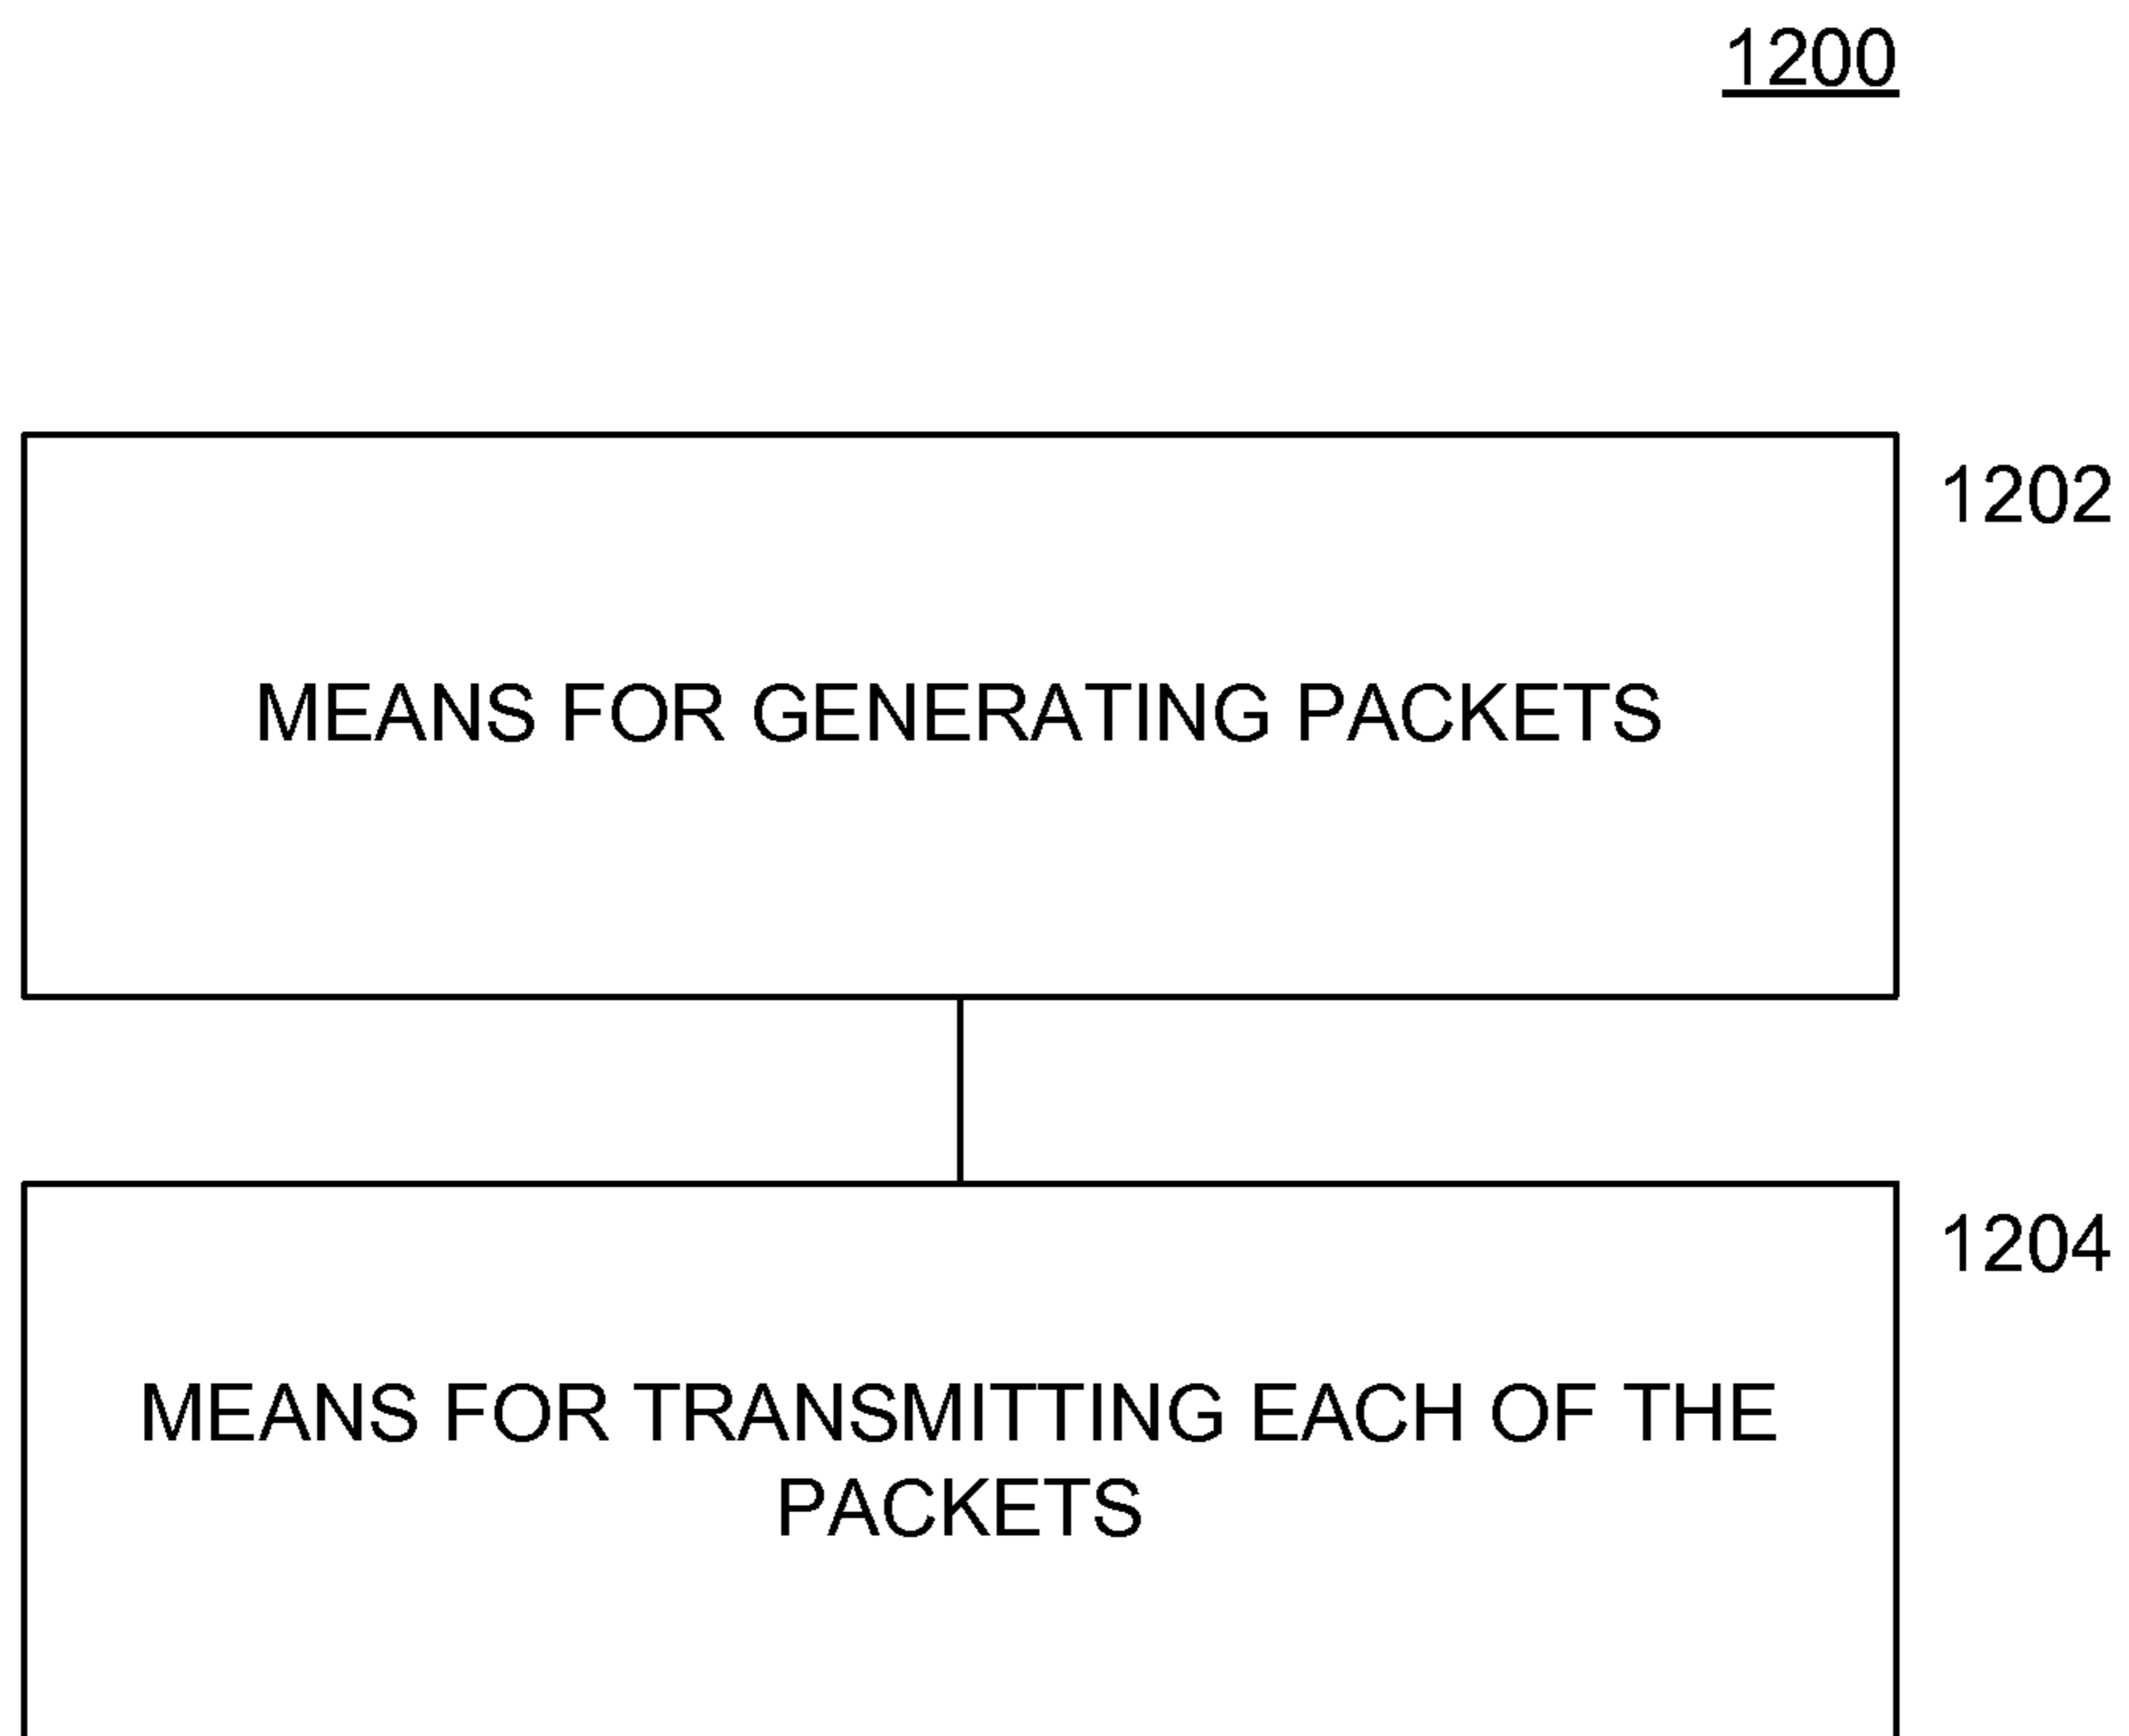 1200
1202
MEANS FOR GENERATING PACKETS
1204
MEANS FOR TRANSMITTING EACH OF THE
PACKETS